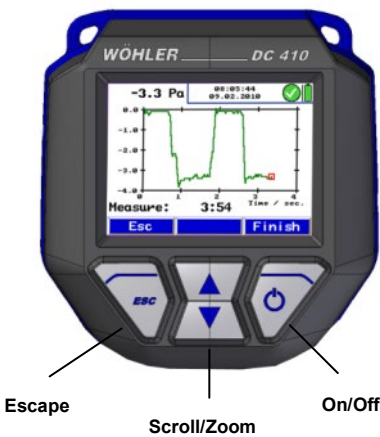 WÖHLER DC 410
-3.3 Pa
08:05:44
09.02.2010
0.0
0 1 2 3 4
-1.0
-2.0
-3.0
-4.0
Time / sec.
Measure: 3:54
Esc Finish
ESC
Escape
Scroll/Zoom
On/Off